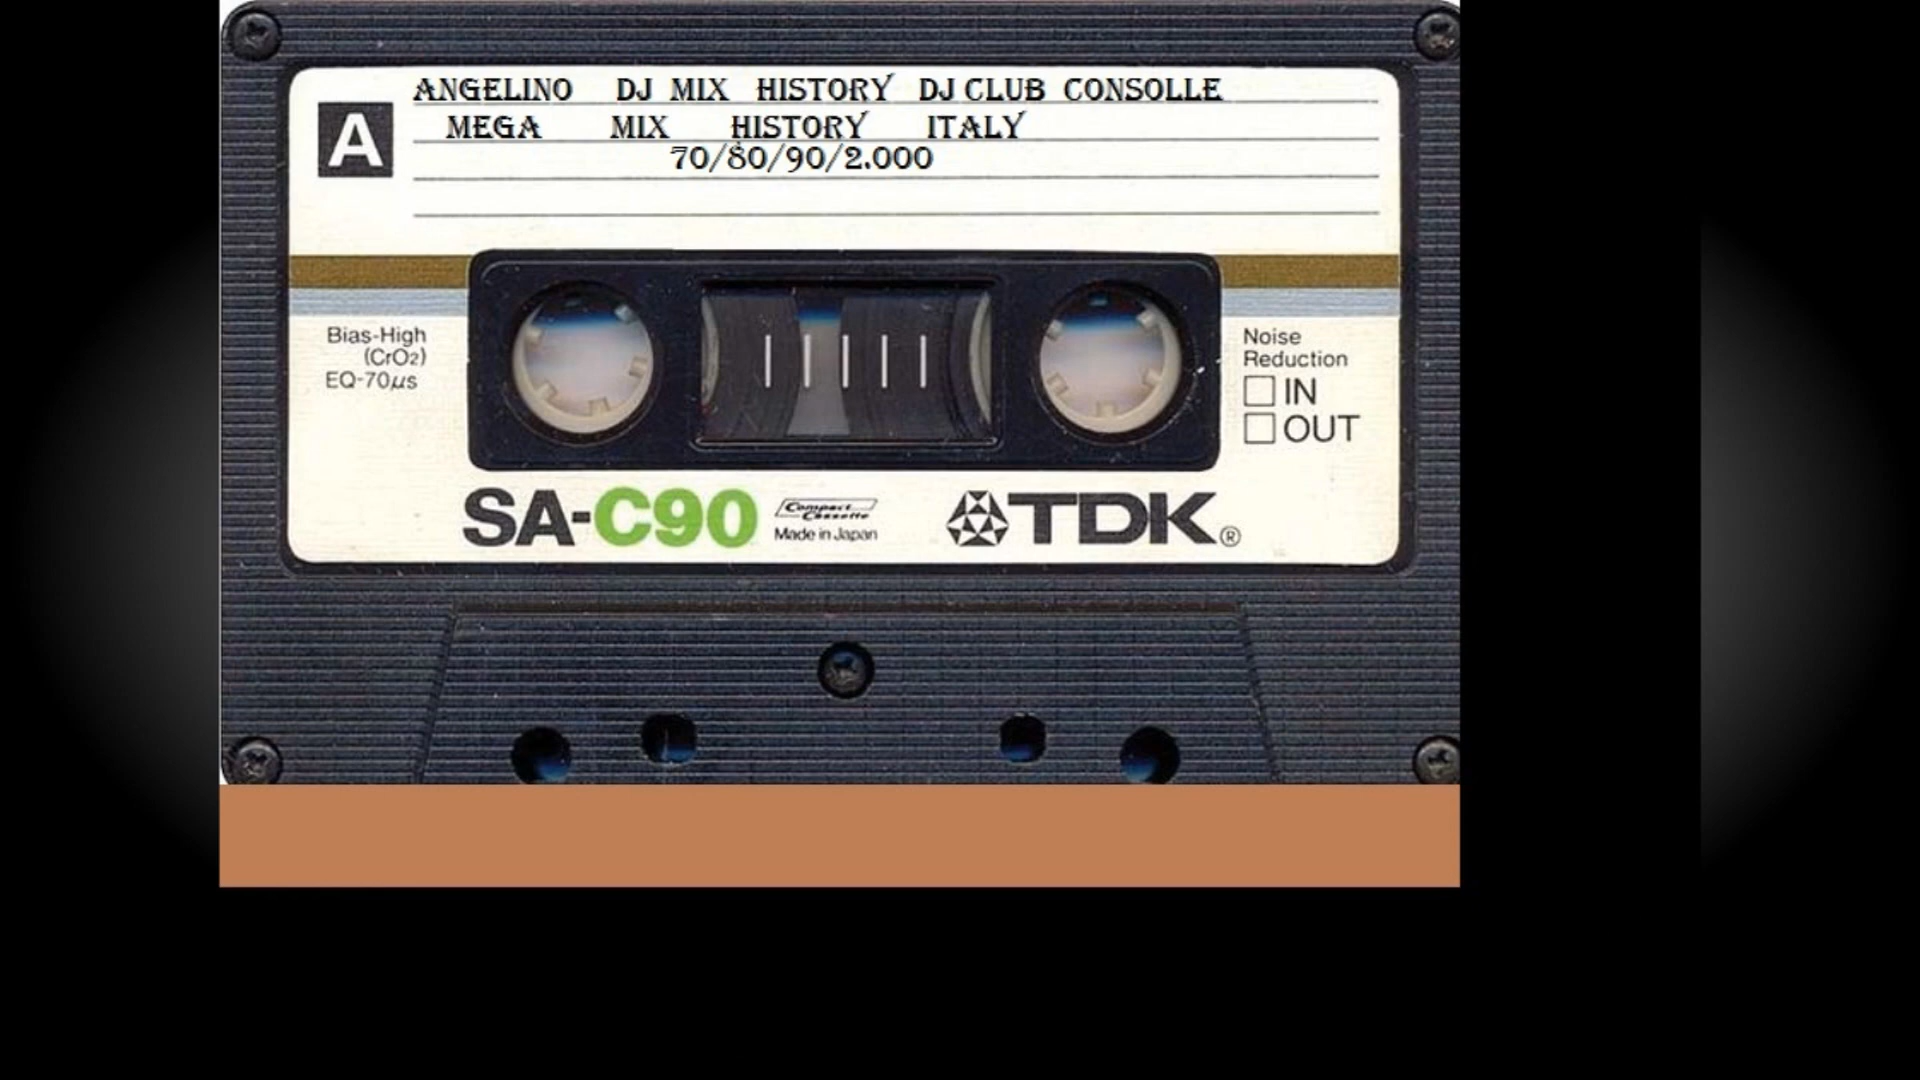 ANGELINO DJ MIX HISTORY DJ CLUB CONSOLLE
A
MEGA MIX HISTORY ITALY
70/80/90/2.000
Bias-High
(CrO2)
EQ-70µs
Noise
Reduction
IN
OUT
SA-C90
Compact
Cassette
Made in Japan
TDK®